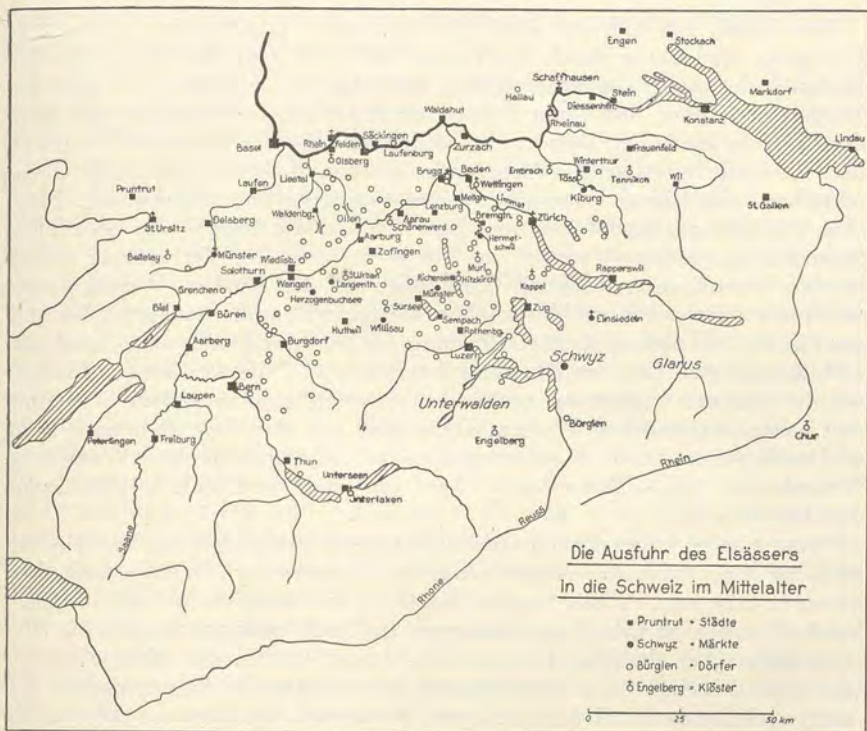 Engen
Stockach
Schaffhausen
Markdorf
Hallau
Diessenhf.
Stein
Waldshut
Rheinau
Konstanz
Basel
Rheinfelden
Säckingen
Laufenburg
Zurzach
Lindau
Olsberg
Frauenfeld
Embrach
Winterthur
Töss
Tennikon
Wil
Liestal
Brugg
Baden
Wettingen
Kiburg
Pruntrut
Laufen
Mellgn.
Limmat
St.Gallen
St.Ursitz
Delsberg
Waldenbg.
Olten
Aarau
Lenzburg
Bremgtn.
Zürich
Schönenwerd
Hermetschwil
Bellelay
Münster
Aarburg
Zofingen
Muri
Wiedlisb.
Solothurn
St.Urban
Hitzkirch
Kappel
Rapperswil
Wangen
Langenth.
Münster
Grenchen
Herzogenbuchsee
Sursee
Zug
Einsiedeln
Biel
Büren
Huttwil
Willisau
Sempach
Rothenbg.
Aarberg
Burgdorf
Luzern
Schwyz
Glarus
Bern
Unterwalden
Laupen
Peterlingen
Freiburg
Engelberg
Bürglen
Chur
Thun
Unterseen
Interlaken
Rhein
Saane
Reuss
Rhone
Die Ausfuhr des Elsässers
in die Schweiz im Mittelalter
Pruntrut = Städte
Schwyz = Märkte
Bürglen = Dörfer
Engelberg = Klöster
0 25 50 km